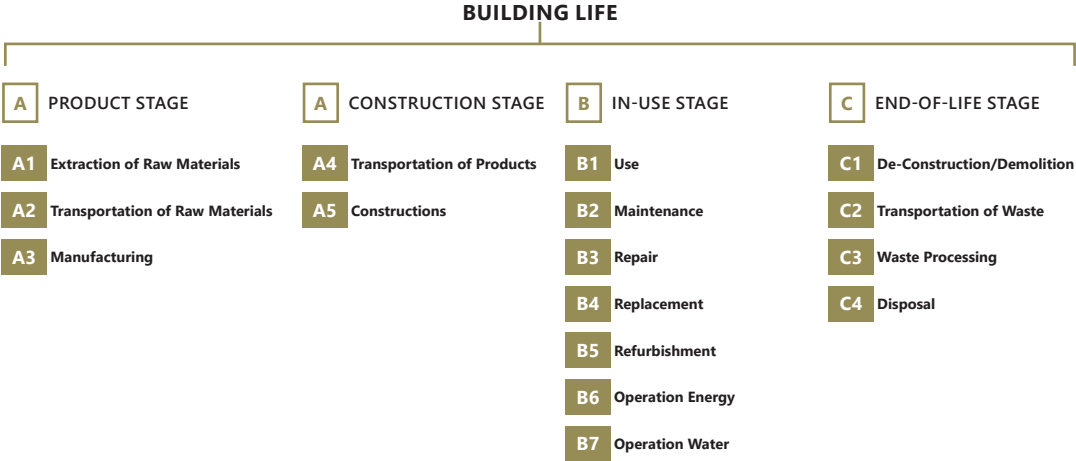 BUILDING LIFE
A PRODUCT STAGE
A1 Extraction of Raw Materials
A2 Transportation of Raw Materials
A3 Manufacturing
A CONSTRUCTION STAGE
A4 Transportation of Products
A5 Constructions
B IN-USE STAGE
B1 Use
B2 Maintenance
B3 Repair
B4 Replacement
B5 Refurbishment
B6 Operation Energy
B7 Operation Water
C END-OF-LIFE STAGE
C1 De-Construction/Demolition
C2 Transportation of Waste
C3 Waste Processing
C4 Disposal